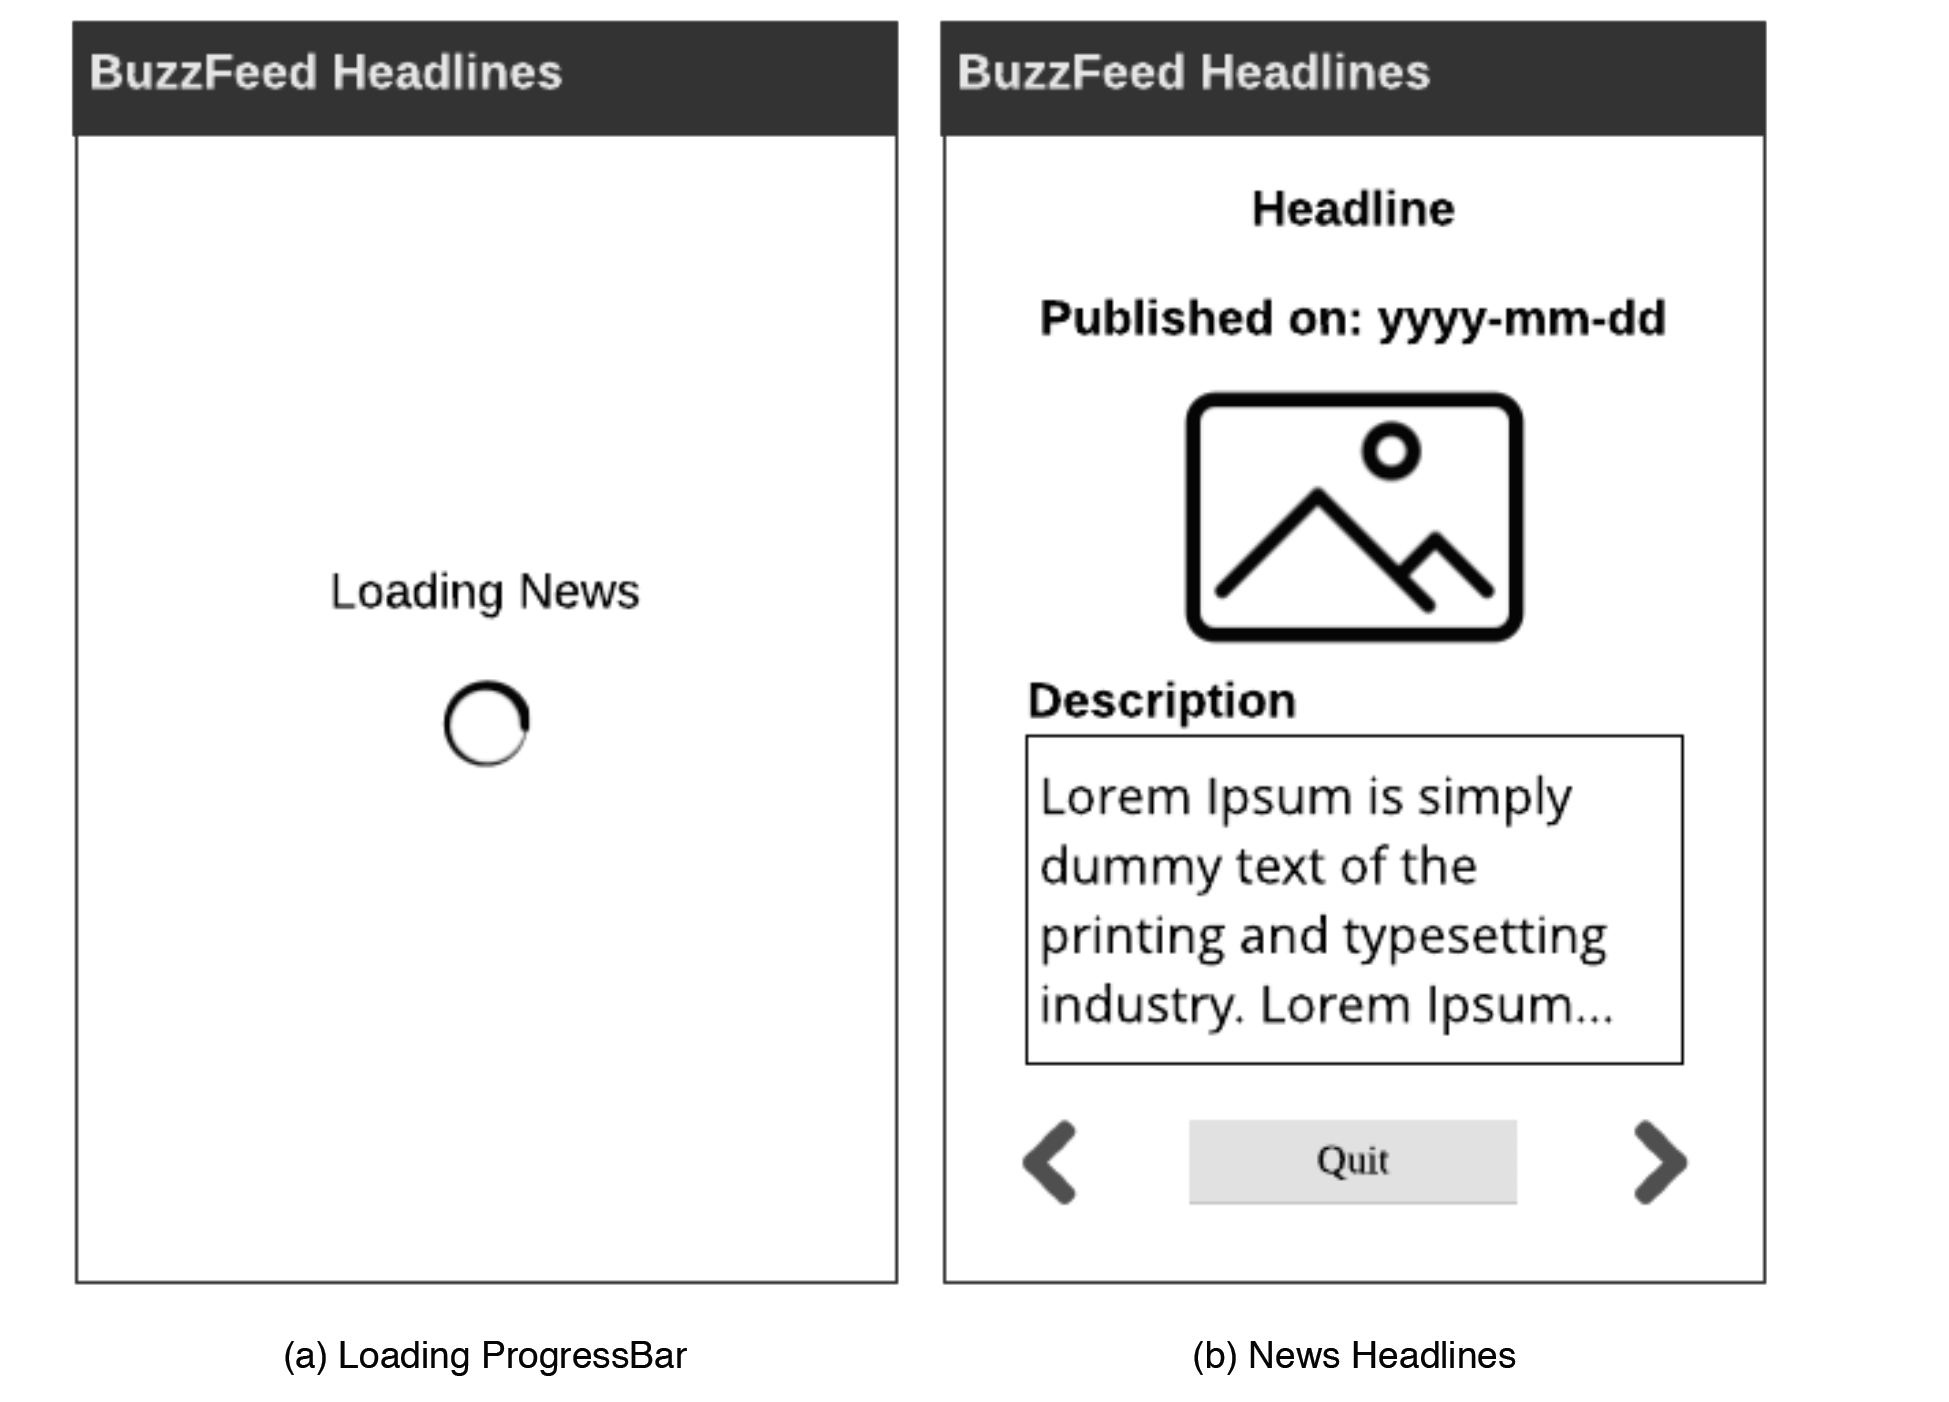 BuzzFeed Headlines
Loading News
(a) Loading ProgressBar
BuzzFeed Headlines
Headline
Published on: yyyy-mm-dd
Description
Lorem Ipsum is simply
dummy text of the
printing and typesetting
industry. Lorem Ipsum...
Quit
(b) News Headlines